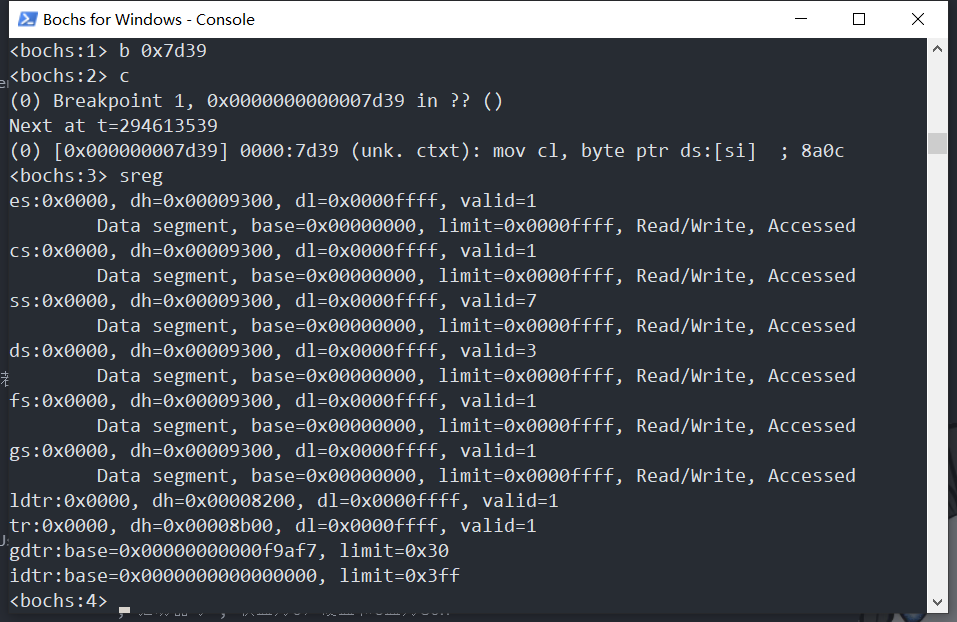 Bochs for Windows - Console
<bochs:1> b 0x7d39
<bochs:2> c
(0) Breakpoint 1, 0x0000000000007d39 in ?? ()
Next at t=294613539
(0) [0x000000007d39] 0000:7d39 (unk. ctxt): mov cl, byte ptr ds:[si]  ; 8a0c
<bochs:3> sreg
es:0x0000, dh=0x00009300, dl=0x0000ffff, valid=1
        Data segment, base=0x00000000, limit=0x0000ffff, Read/Write, Accessed
cs:0x0000, dh=0x00009300, dl=0x0000ffff, valid=1
        Data segment, base=0x00000000, limit=0x0000ffff, Read/Write, Accessed
ss:0x0000, dh=0x00009300, dl=0x0000ffff, valid=7
        Data segment, base=0x00000000, limit=0x0000ffff, Read/Write, Accessed
ds:0x0000, dh=0x00009300, dl=0x0000ffff, valid=3
        Data segment, base=0x00000000, limit=0x0000ffff, Read/Write, Accessed
fs:0x0000, dh=0x00009300, dl=0x0000ffff, valid=1
        Data segment, base=0x00000000, limit=0x0000ffff, Read/Write, Accessed
gs:0x0000, dh=0x00009300, dl=0x0000ffff, valid=1
        Data segment, base=0x00000000, limit=0x0000ffff, Read/Write, Accessed
ldtr:0x0000, dh=0x00008200, dl=0x0000ffff, valid=1
tr:0x0000, dh=0x00008b00, dl=0x0000ffff, valid=1
gdtr:base=0x00000000000f9af7, limit=0x30
idtr:base=0x0000000000000000, limit=0x3ff
<bochs:4>